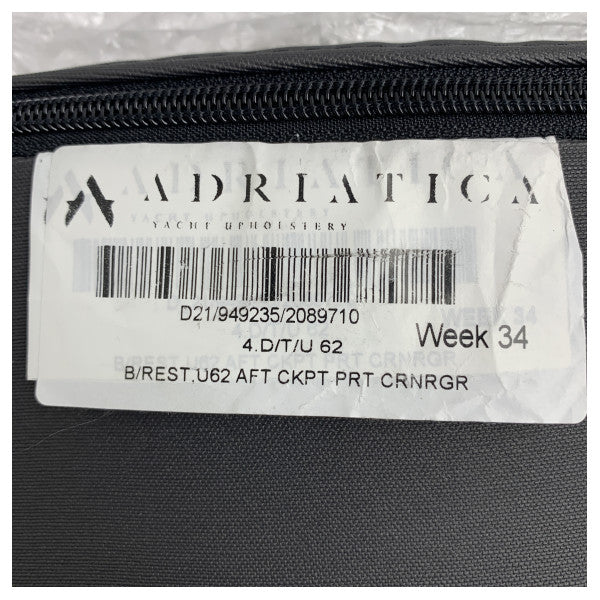 ADRIATICA
YACHT UPHOLSTERY
D21/949235/2089710
4.D/T/U 62
Week 34
B/REST.U62 AFT CKPT PRT CRNRGR